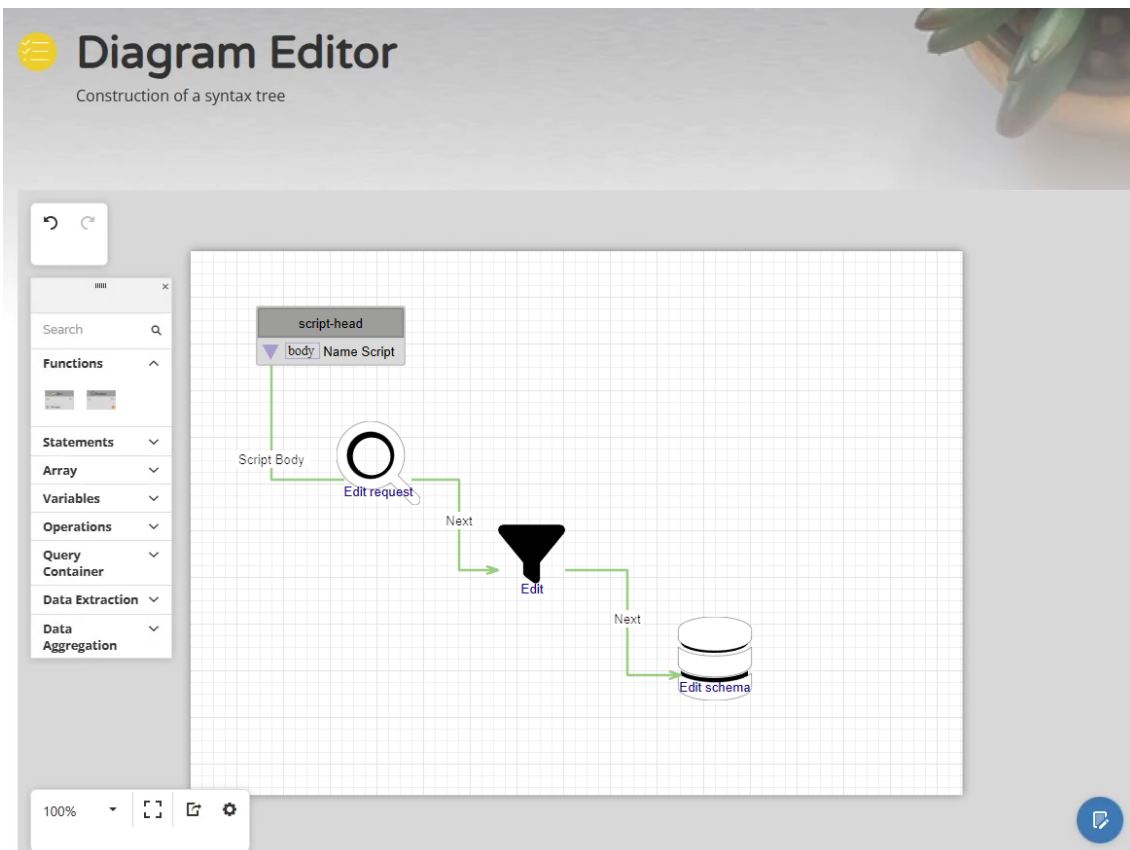 Diagram Editor
Construction of a syntax tree
Search
Functions
Statements
Array
Variables
Operations
Query
Container
Data Extraction
Data
Aggregation
script-head
body Name Script
Script Body
Edit request
Next
Edit
Next
Edit schema
100%